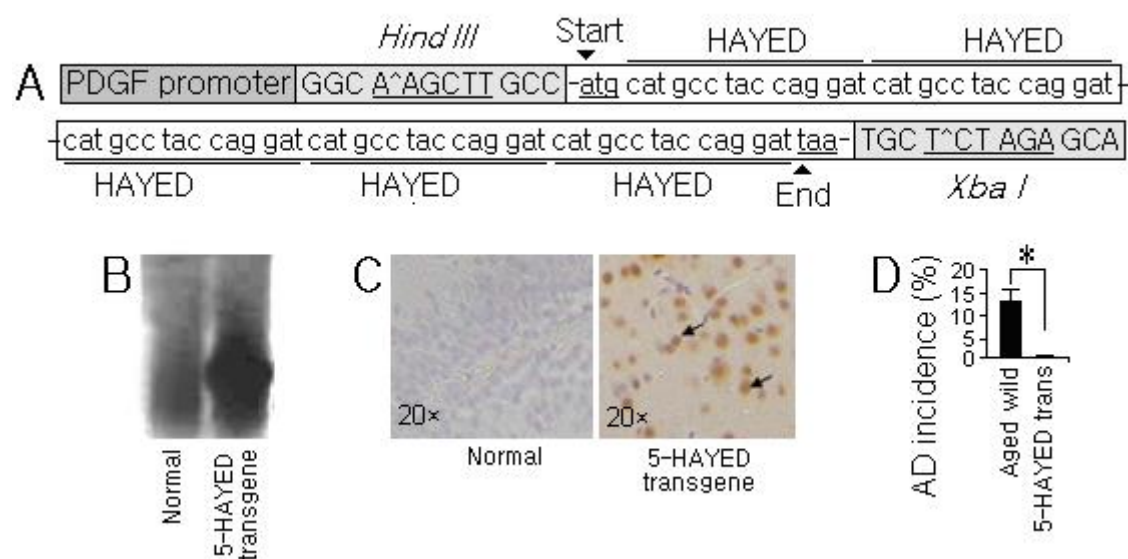 Hind III Start HAYED HAYED
A PDGF promoter GGC A^AGCTT GCC -atg cat gcc tac cag gat cat gcc tac cag gat-
-cat gcc tac cag gat cat gcc tac cag gat cat gcc tac cag gat taa- TGC T^CT AGA GCA
HAYED HAYED HAYED End Xba I
B
Normal
5-HAYED
transgene
C
20×
Normal
20×
5-HAYED
transgene
D
AD incidence (%)
20
15
10
5
0
*
Aged wild
5-HAYED trans